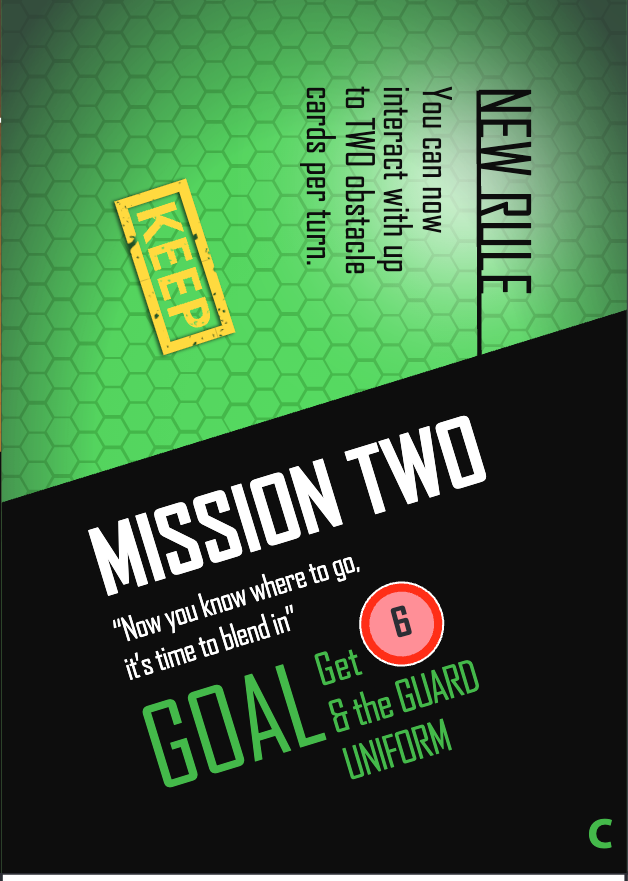 NEW RULE
You can now
interact with up
to TWO obstacle
cards per turn.
KEEP
MISSION TWO
“Now you know where to go,
it's time to blend in”
GOAL
Get 6
& the GUARD
UNIFORM
C